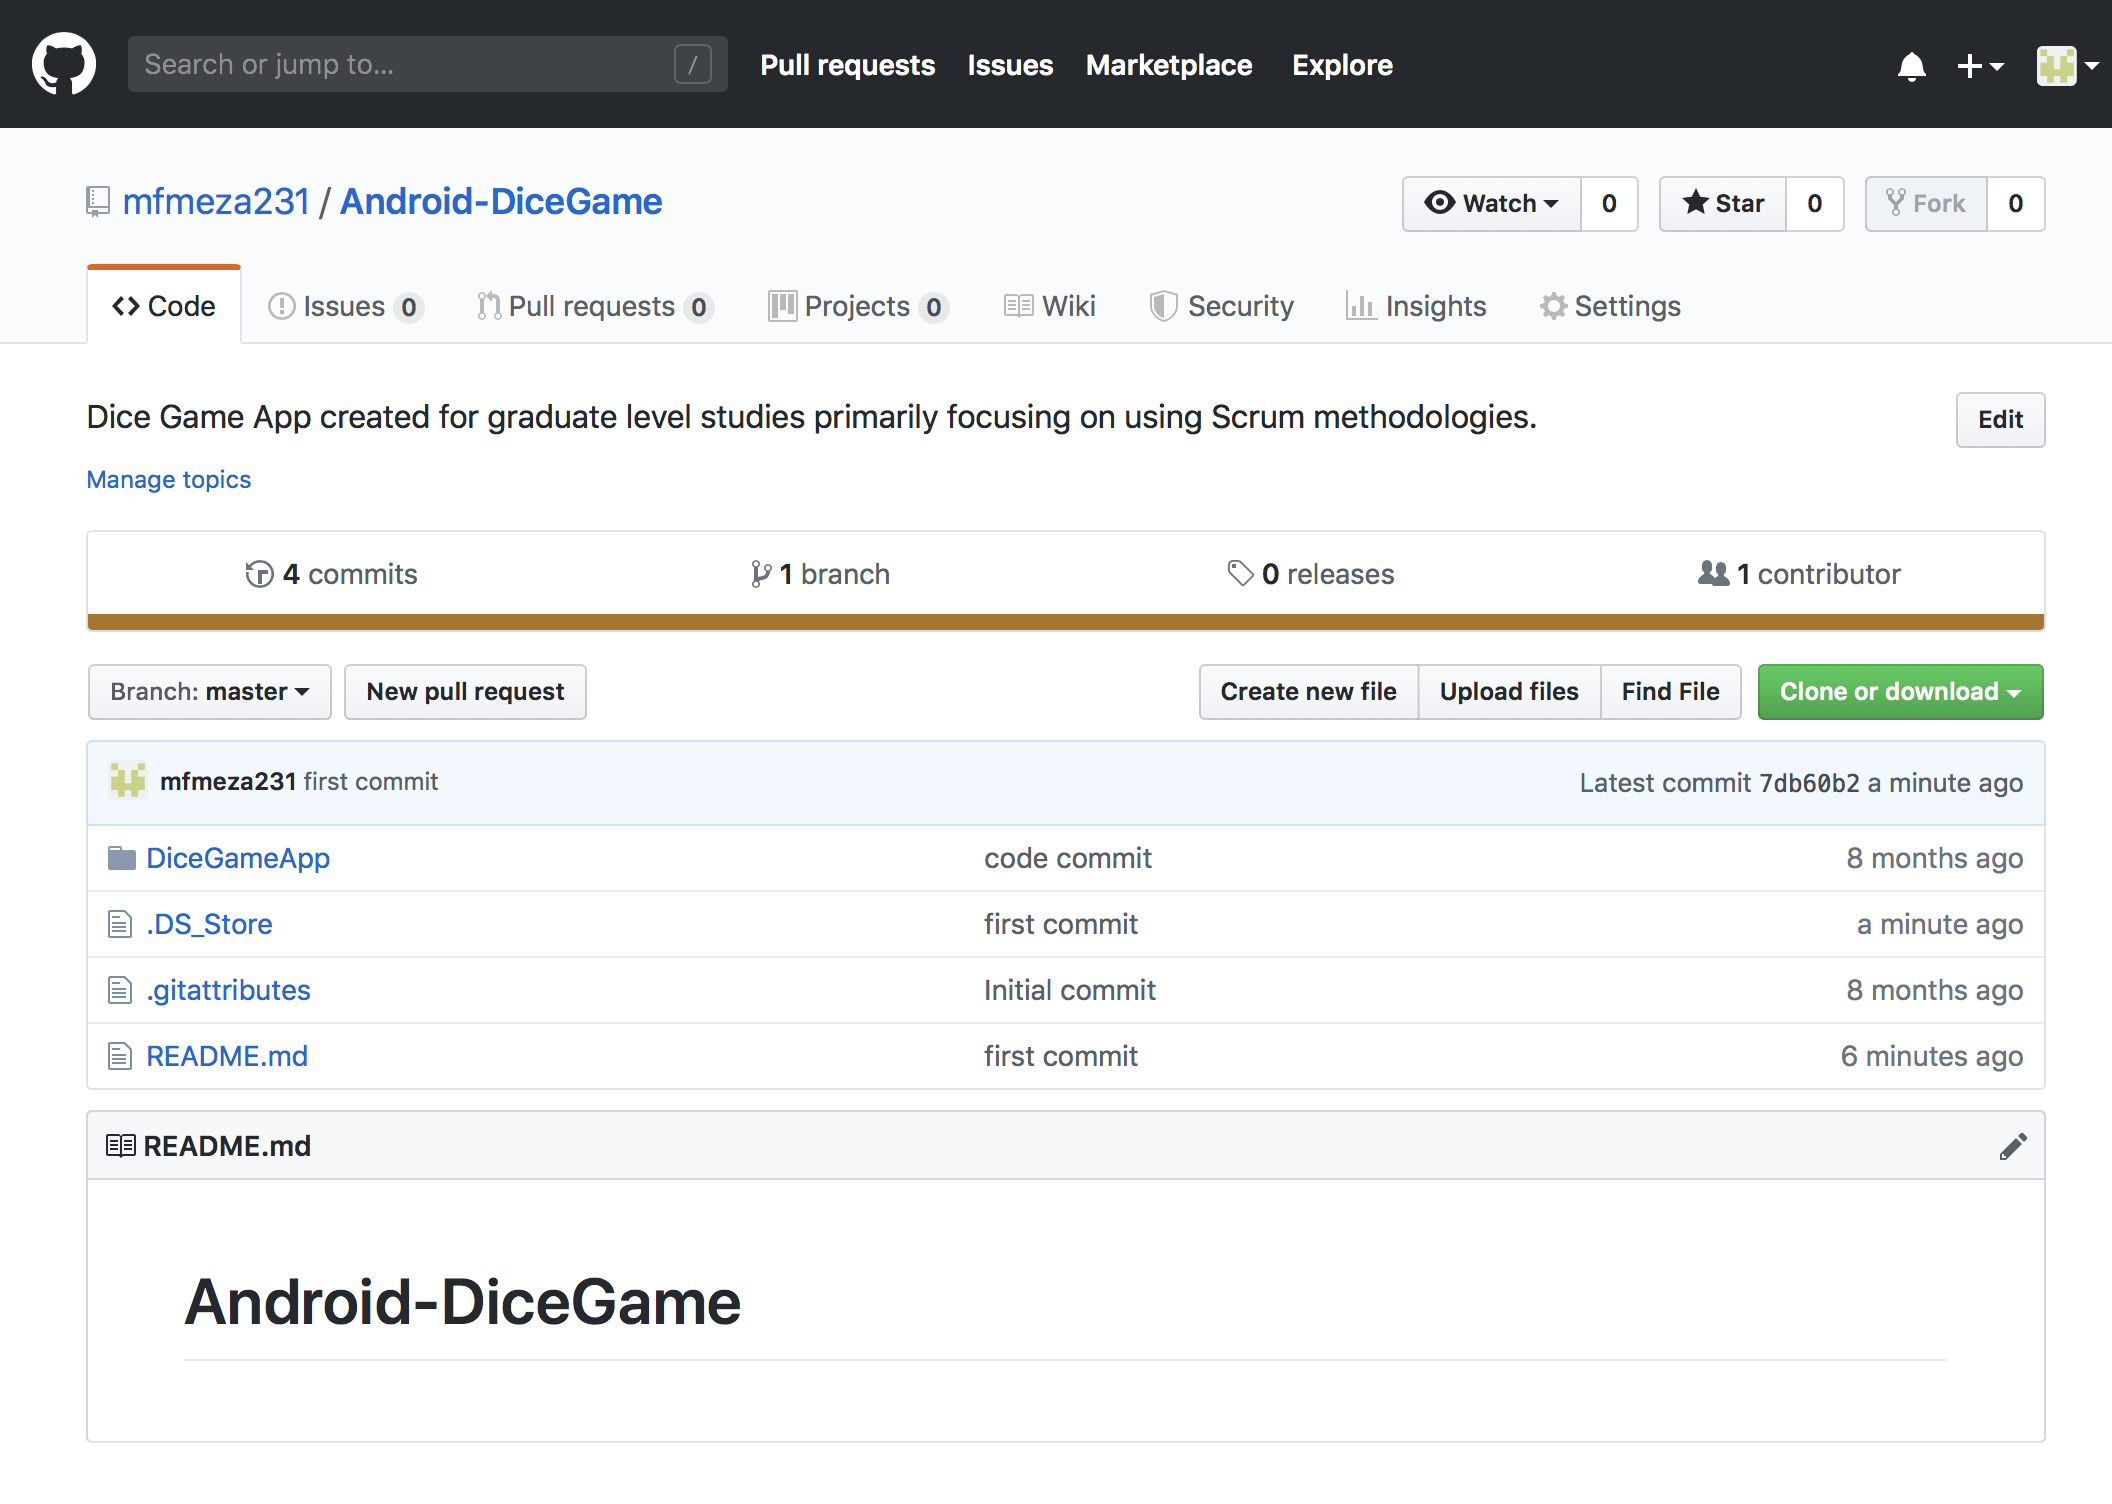 Search or jump to... / Pull requests Issues Marketplace Explore
mfmeza231 / Android-DiceGame Watch 0 Star 0 Fork 0
Code Issues 0 Pull requests 0 Projects 0 Wiki Security Insights Settings
Dice Game App created for graduate level studies primarily focusing on using Scrum methodologies. Edit
Manage topics
4 commits 1 branch 0 releases 1 contributor
Branch: master New pull request Create new file Upload files Find File Clone or download
mfmeza231 first commit Latest commit 7db60b2 a minute ago
DiceGameApp code commit 8 months ago
.DS_Store first commit a minute ago
.gitattributes Initial commit 8 months ago
README.md first commit 6 minutes ago
README.md
Android-DiceGame